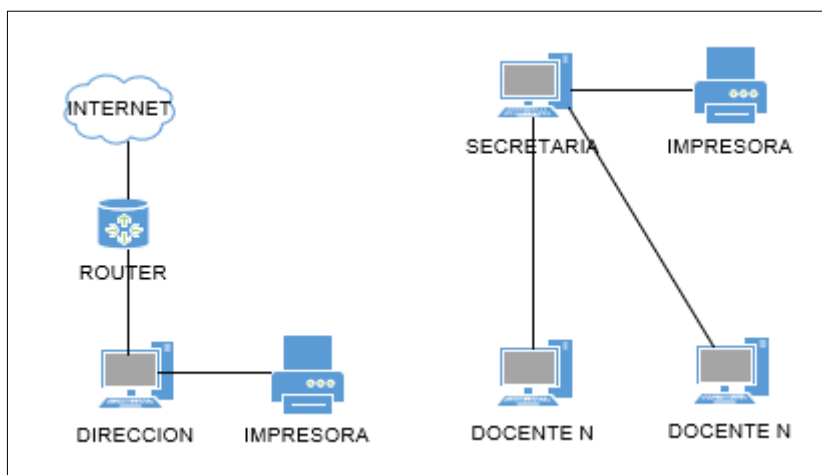 INTERNET
ROUTER
DIRECCION
IMPRESORA
SECRETARIA
IMPRESORA
DOCENTE N
DOCENTE N